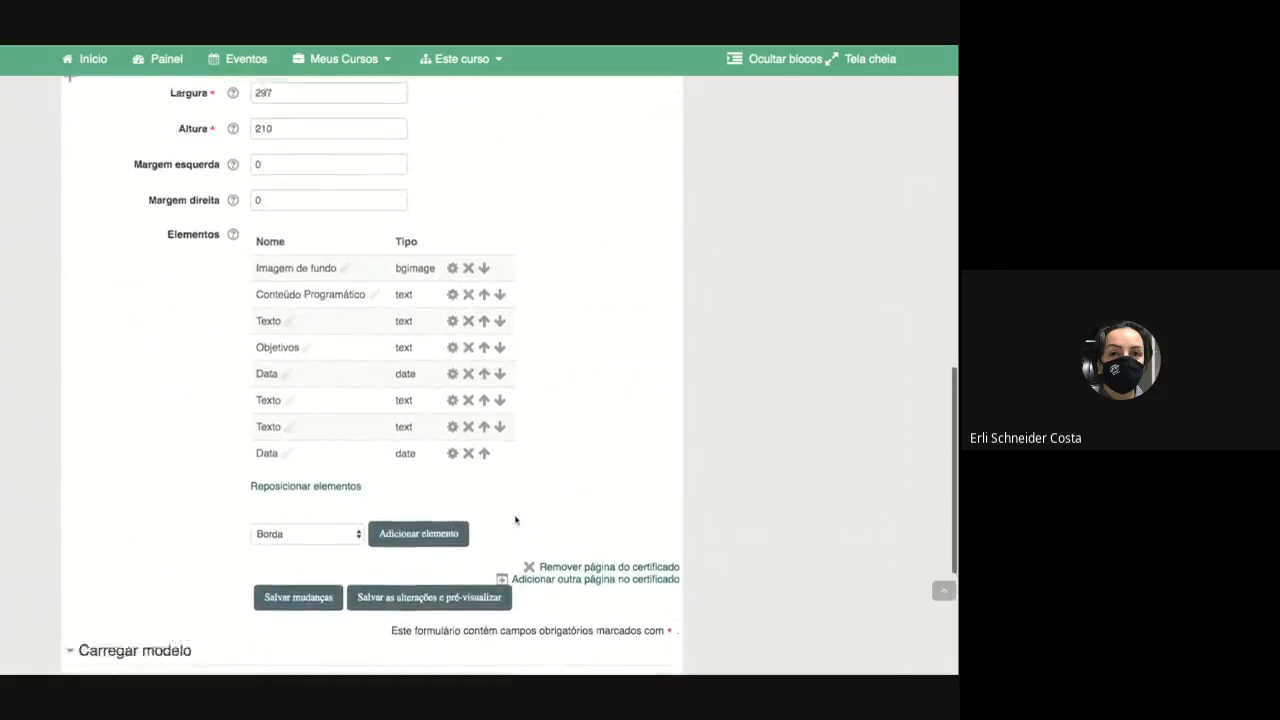 Início Painel Eventos Meus Cursos Este curso Ocultar blocos Tela cheia
Largura * 297
Altura * 210
Margem esquerda 0
Margem direita 0
Elementos
Nome Tipo
Imagem de fundo bgimage
Conteúdo Programático text
Texto text
Objetivos text
Data date
Texto text
Texto text
Data date
Reposicionar elementos
Borda Adicionar elemento
Remover página do certificado
Adicionar outra página no certificado
Salvar mudanças Salvar as alterações e pré-visualizar
Este formulário contém campos obrigatórios marcados com * .
Carregar modelo
Erli Schneider Costa